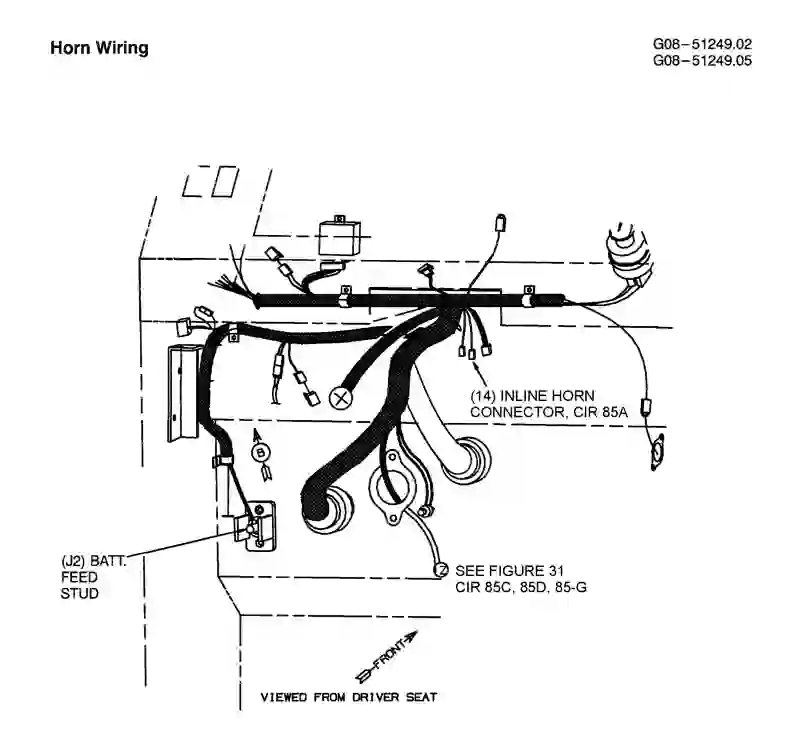 Horn Wiring
G08-51249.02
G08-51249.05
(14) INLINE HORN
CONNECTOR, CIR 85A
B
(J2) BATT.
FEED
STUD
Z
SEE FIGURE 31
CIR 85C, 85D, 85-G
FRONT
VIEWED FROM DRIVER SEAT